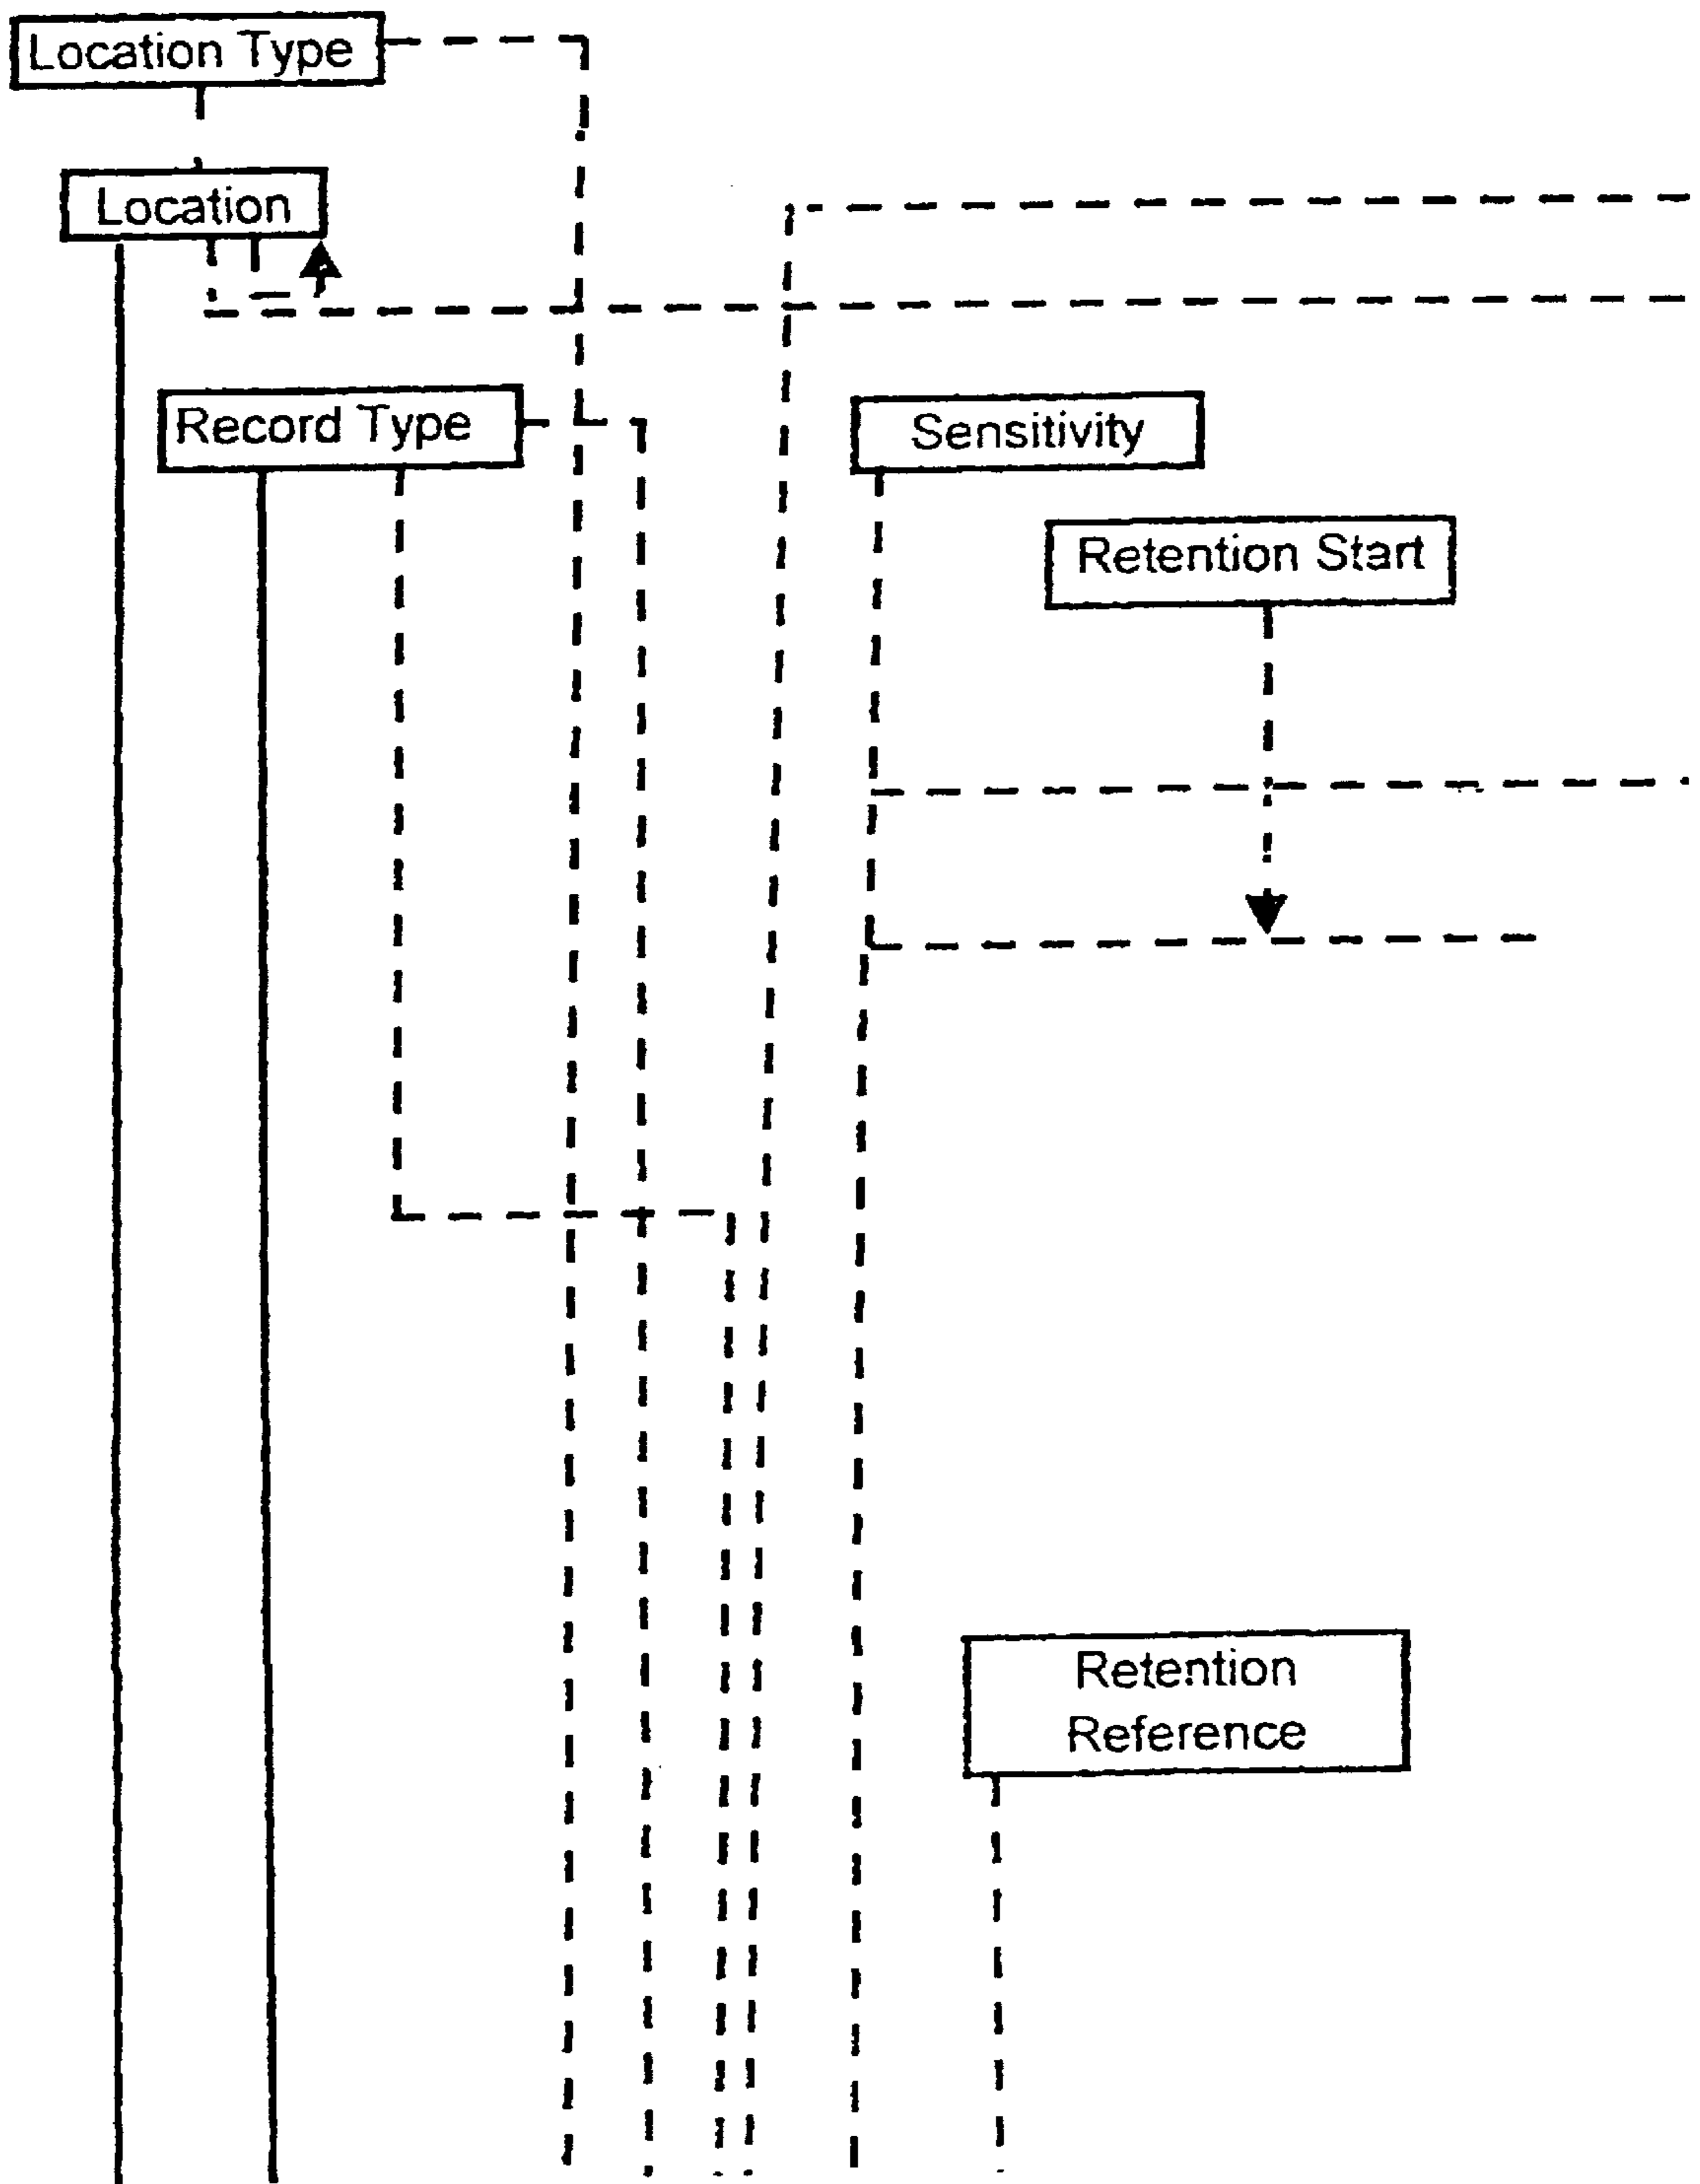 Location Type
Location
Record Type
Sensitivity
Retention Start
Retention
Reference